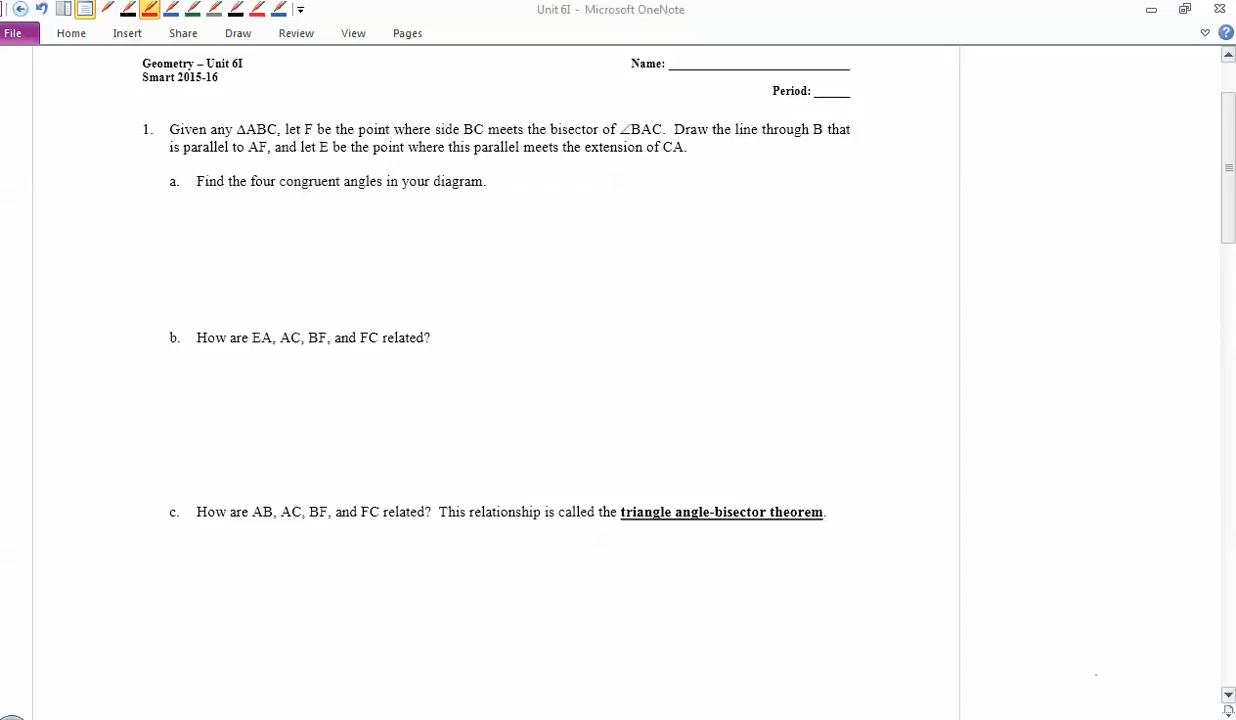 Unit 6I - Microsoft OneNote
File Home Insert Share Draw Review View Pages
Geometry – Unit 6I Name: ____________
Smart 2015-16
Period: _____
1. Given any ΔABC, let F be the point where side BC meets the bisector of ∠BAC. Draw the line through B that
is parallel to AF, and let E be the point where this parallel meets the extension of CA.
a. Find the four congruent angles in your diagram.
b. How are EA, AC, BF, and FC related?
c. How are AB, AC, BF, and FC related? This relationship is called the triangle angle-bisector theorem.